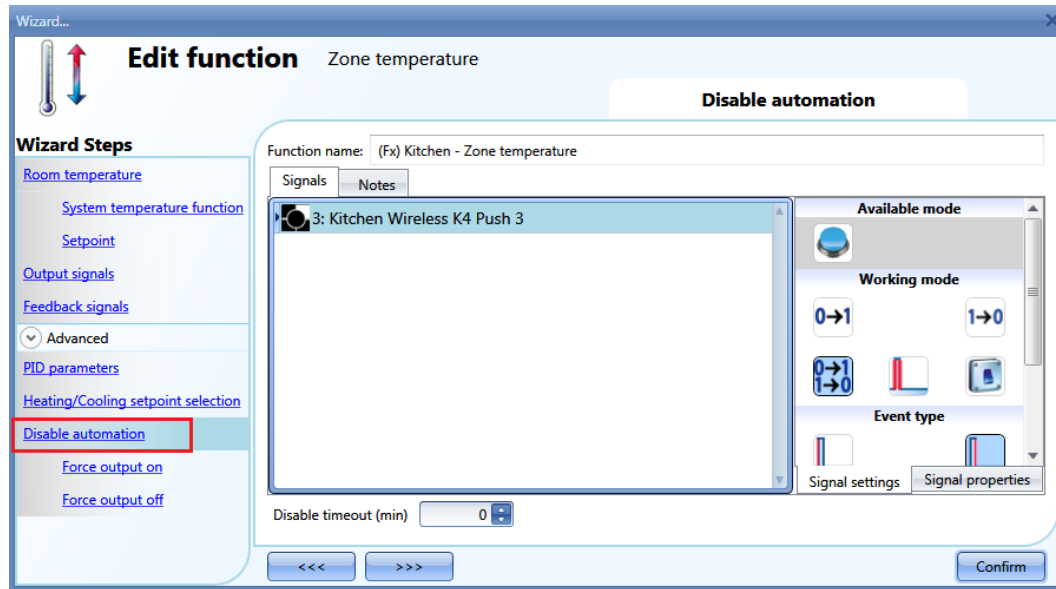 Wizard...
Edit function Zone temperature
Disable automation
Wizard Steps
Room temperature
System temperature function
Setpoint
Output signals
Feedback signals
Advanced
PID parameters
Heating/Cooling setpoint selection
Disable automation
Force output on
Force output off
Function name: (Fx) Kitchen - Zone temperature
Signals Notes
3: Kitchen Wireless K4 Push 3
Available mode
Working mode
0→1 1→0
0→1
1→0
Event type
Signal settings Signal properties
Disable timeout (min) 0
<<< >>> Confirm